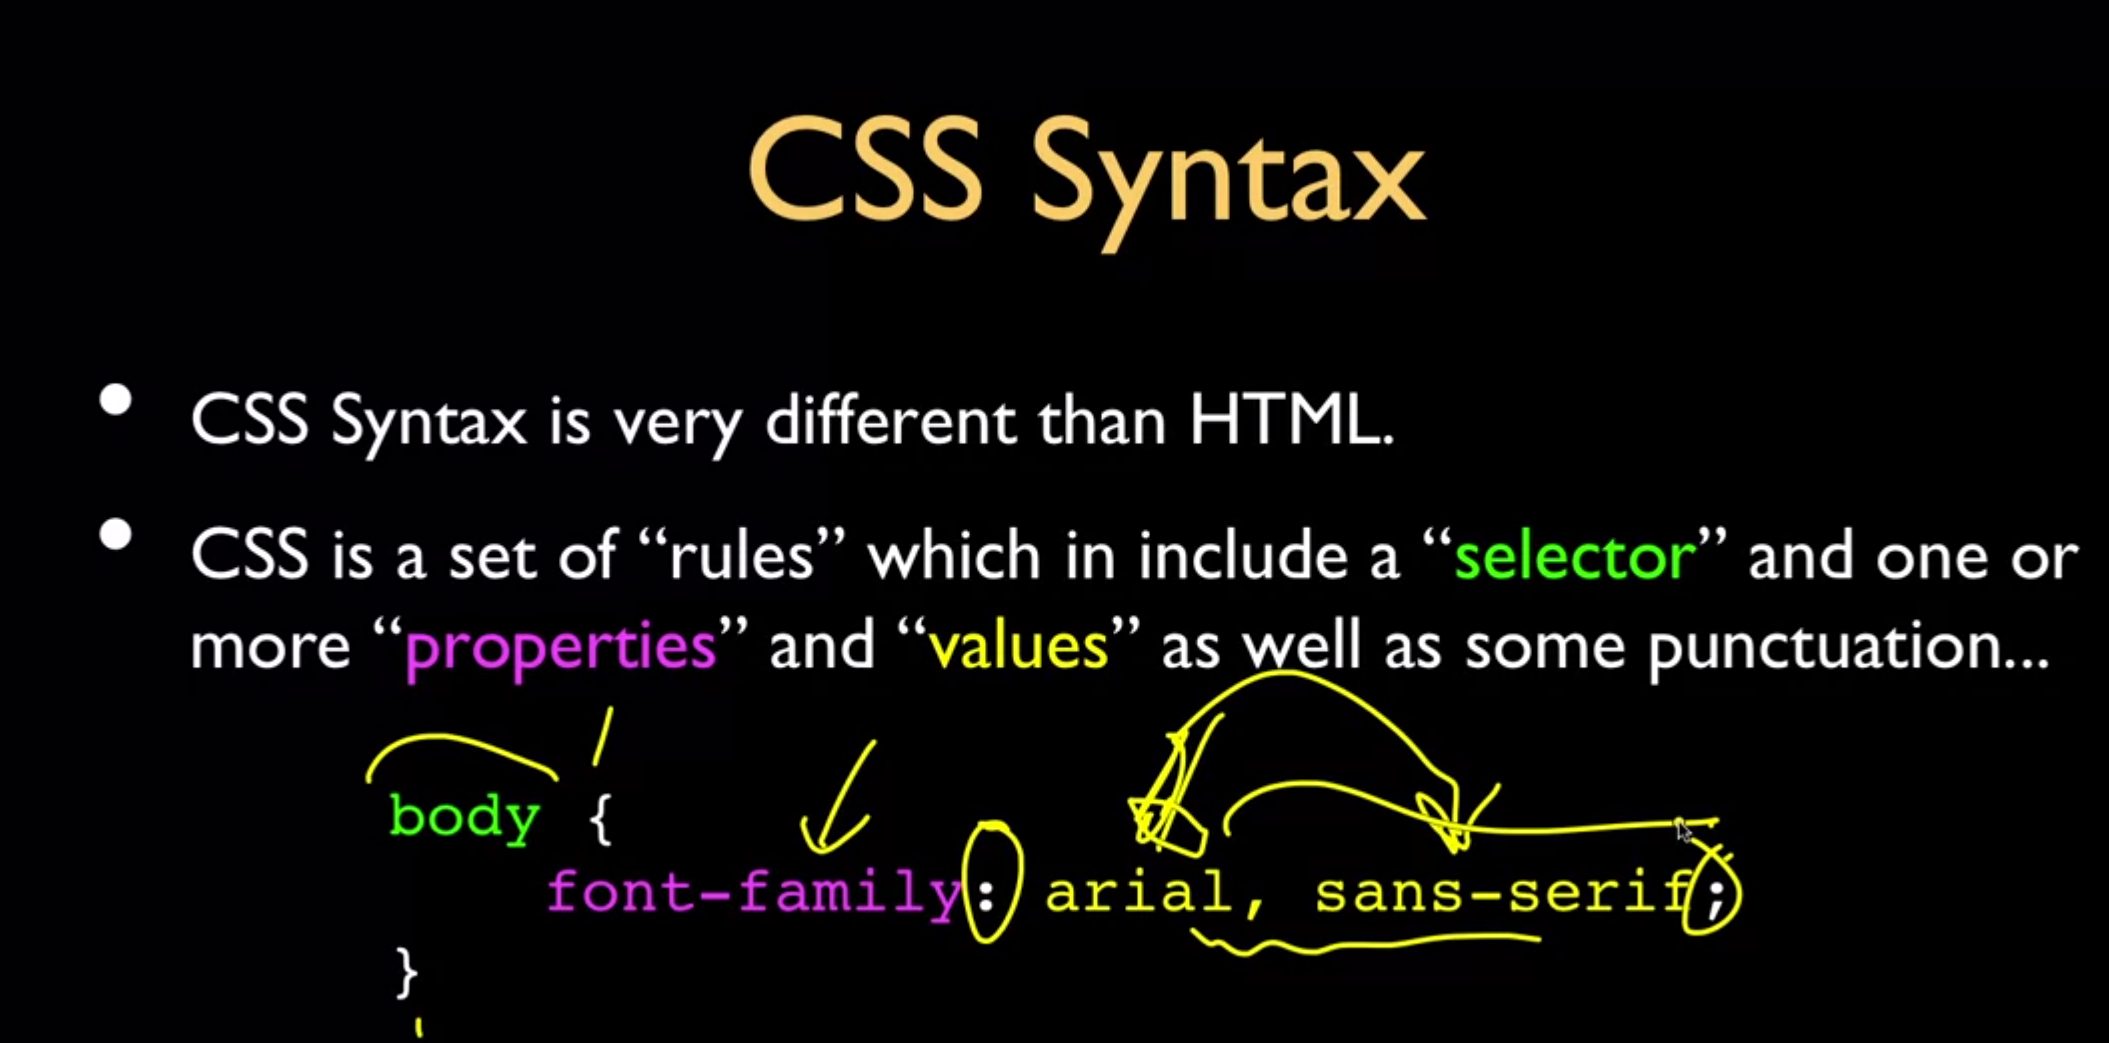 CSS Syntax
• CSS Syntax is very different than HTML.
• CSS is a set of “rules” which in include a “selector” and one or
more “properties” and “values” as well as some punctuation...
body {
font-family: arial, sans-serif;
}